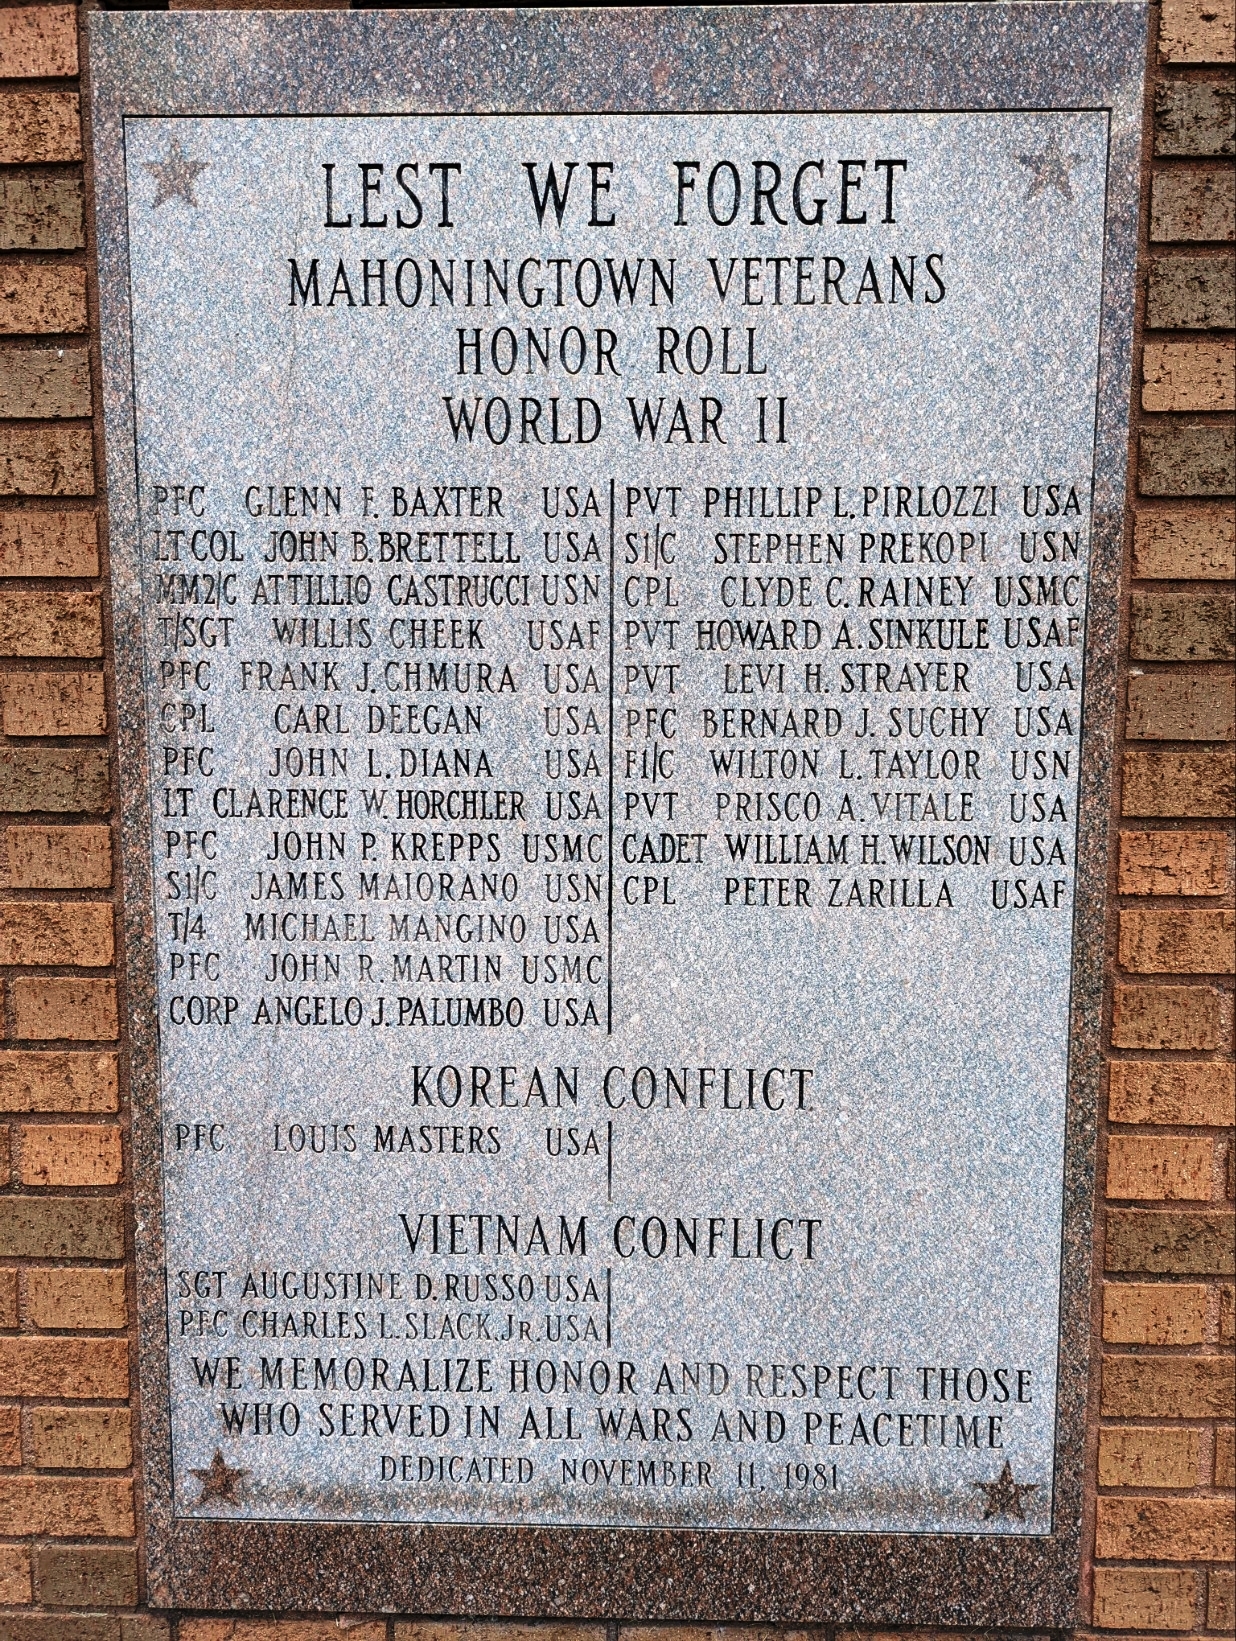 LEST WE FORGET
MAHONINGTOWN VETERANS
HONOR ROLL
WORLD WAR II
PFC GLENN F. BAXTER USA
LT COL JOHN B. BRETTELL USA
MM2/C ATTILLIO CASTRUCCI USN
T/SGT WILLIS CHEEK USAF
PFC FRANK J. CHMURA USA
CPL CARL DEEGAN USA
PFC JOHN L. DIANA USA
LT CLARENCE W. HORCHLER USA
PFC JOHN P. KREPPS USMC
S1/C JAMES MAIORANO USN
T/4 MICHAEL MANGINO USA
PFC JOHN R. MARTIN USMC
CORP ANGELO J. PALUMBO USA
PVT PHILLIP L. PIRLOZZI USA
S1/C STEPHEN PREKOPI USN
CPL CLYDE C. RAINEY USMC
PVT HOWARD A. SINKULE USAF
PVT LEVI H. STRAYER USA
PFC BERNARD J. SUCHY USA
F1/C WILTON L. TAYLOR USN
PVT PRISCO A. VITALE USA
CADET WILLIAM H. WILSON USA
CPL PETER ZARILLA USAF
KOREAN CONFLICT
PFC LOUIS MASTERS USA
VIETNAM CONFLICT
SGT AUGUSTINE D. RUSSO USA
PFC CHARLES L. SLACK, Jr. USA
WE MEMORALIZE HONOR AND RESPECT THOSE
WHO SERVED IN ALL WARS AND PEACETIME
DEDICATED NOVEMBER 11, 1981